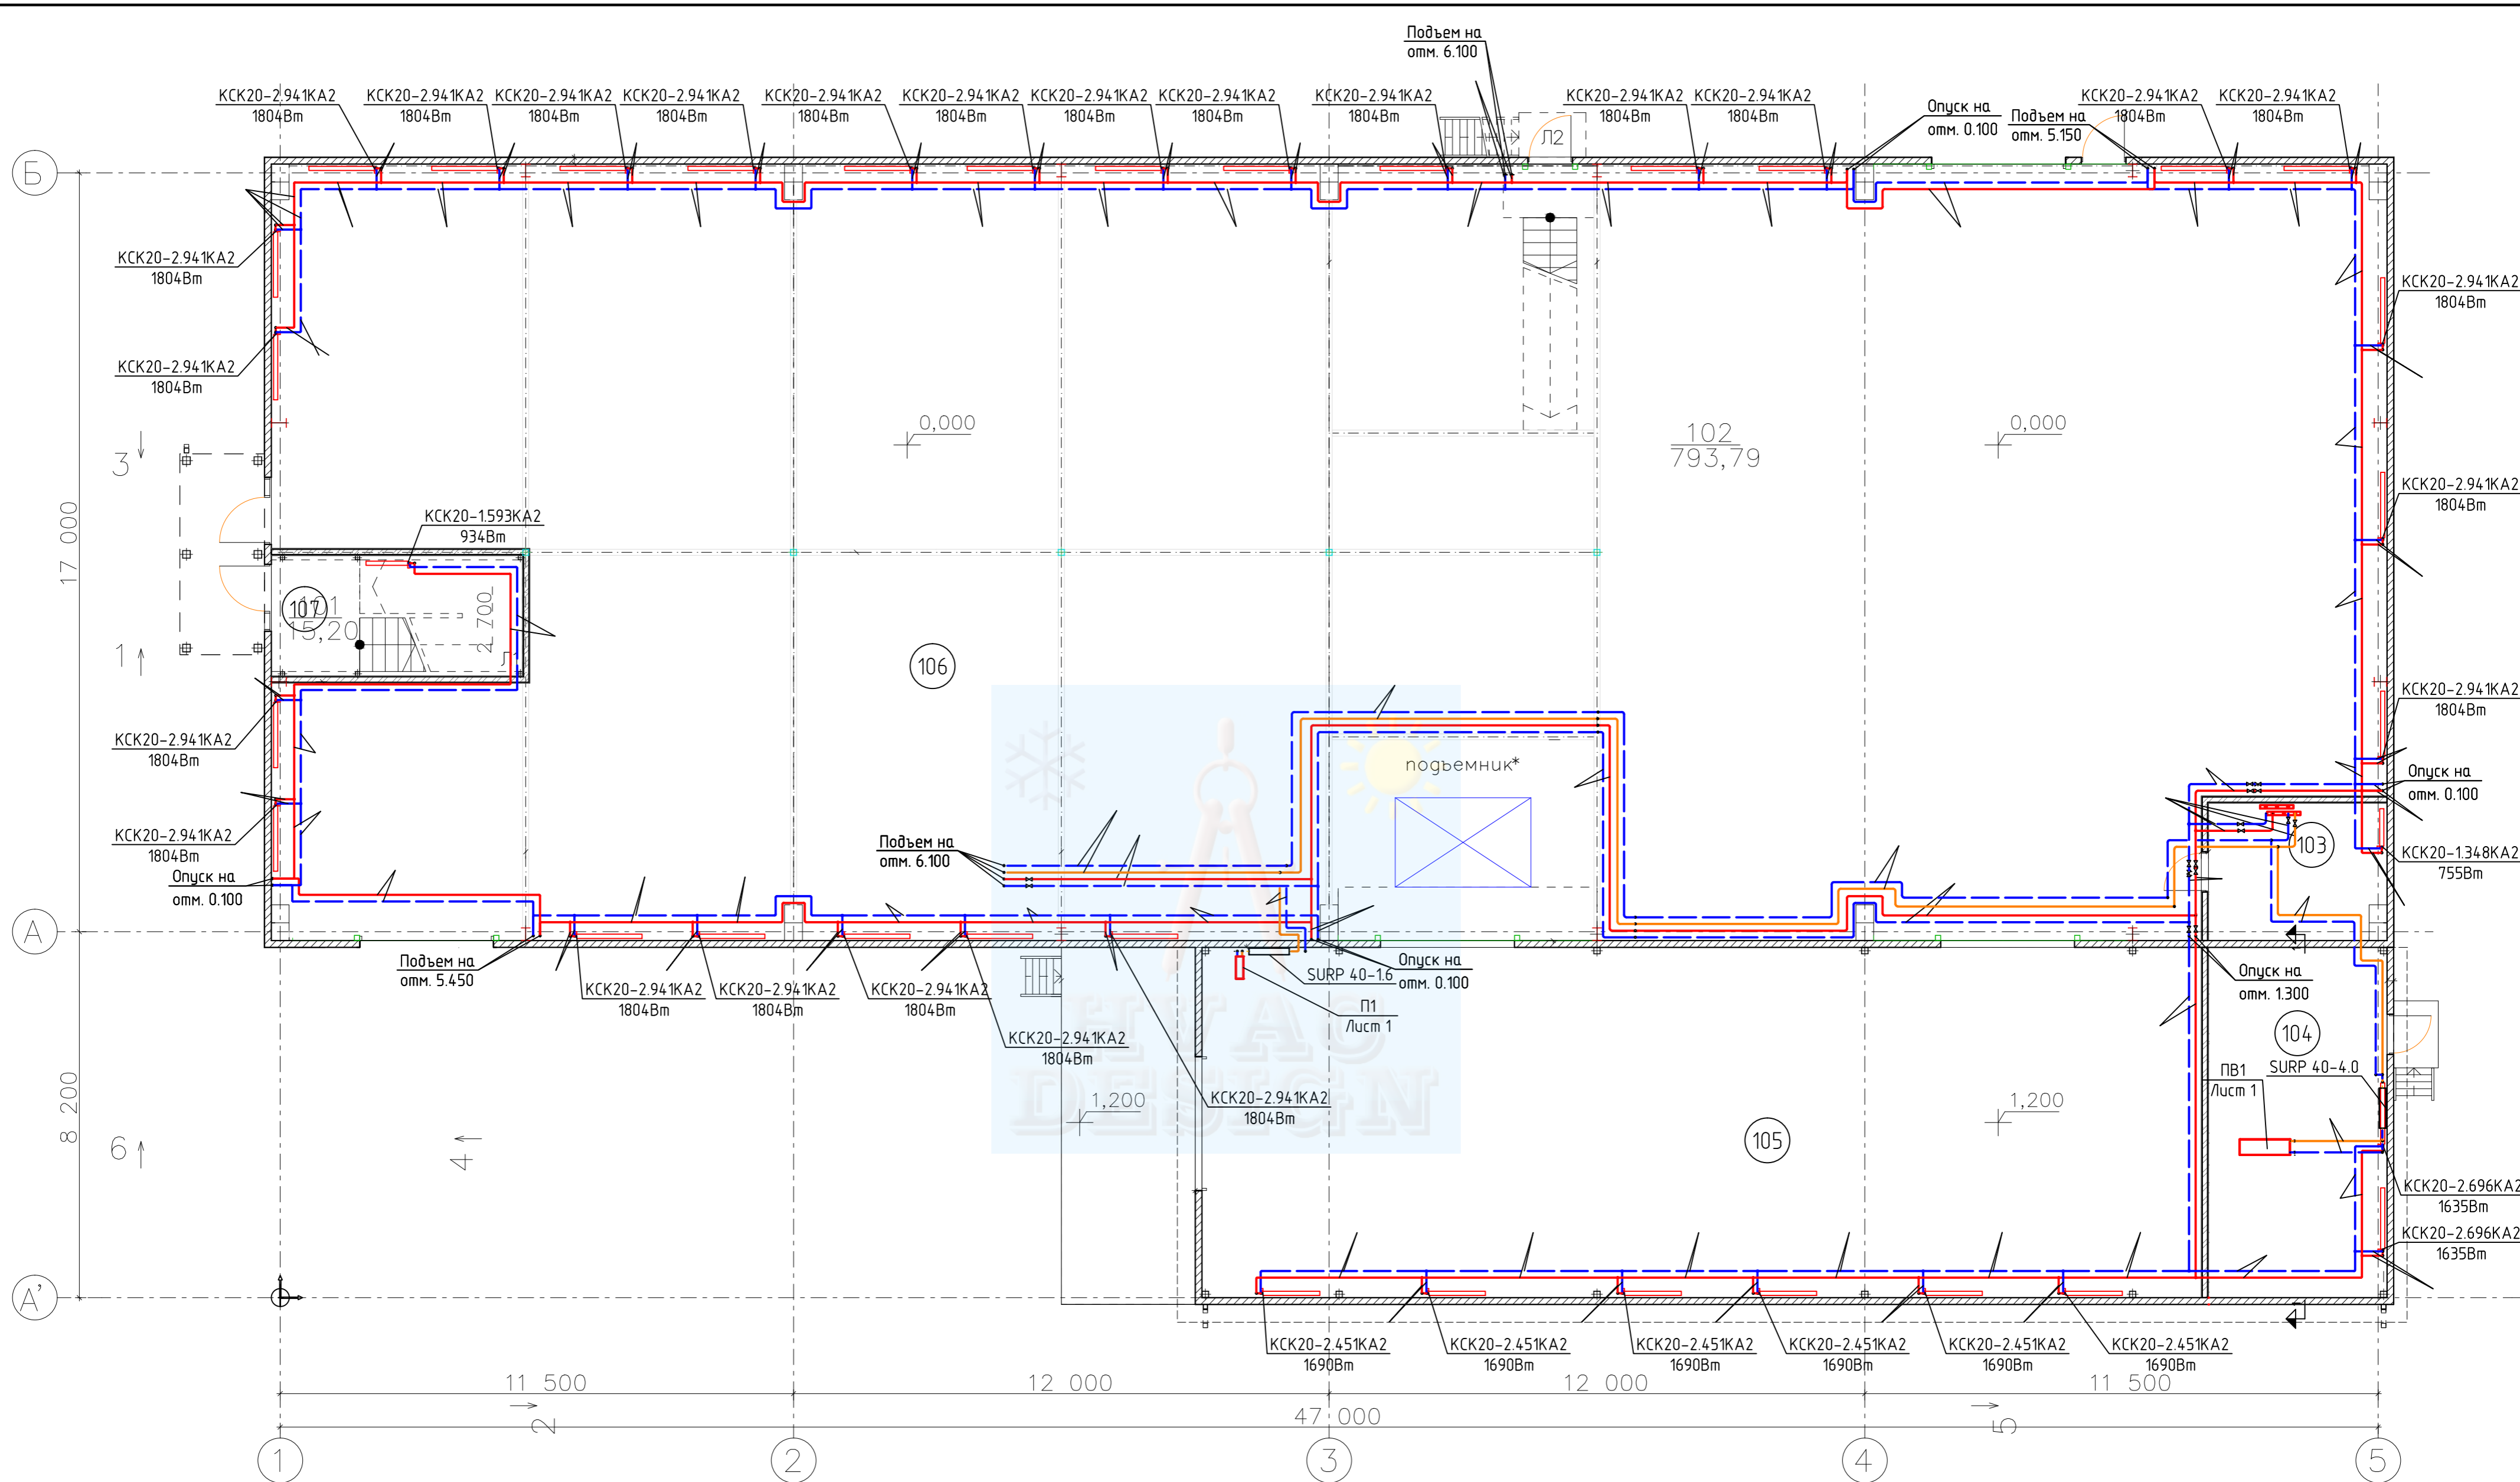 Подъем на
отм. 6.100
КСК20-2.941КА2
1804Вт
КСК20-2.941КА2
1804Вт
КСК20-2.941КА2
1804Вт
КСК20-2.941КА2
1804Вт
КСК20-2.941КА2
1804Вт
КСК20-2.941КА2
1804Вт
КСК20-2.941КА2
1804Вт
КСК20-2.941КА2
1804Вт
КСК20-2.941КА2
1804Вт
КСК20-2.941КА2
1804Вт
КСК20-2.941КА2
1804Вт
Опуск на
отм. 0.100
Подъем на
отм. 5.150
КСК20-2.941КА2
1804Вт
КСК20-2.941КА2
1804Вт
Л2
Б
КСК20-2.941КА2
1804Вт
КСК20-2.941КА2
1804Вт
КСК20-2.941КА2
1804Вт
0,000
102
793,79
0,000
3
17 000
КСК20-2.941КА2
1804Вт
КСК20-1.593КА2
934Вт
107
101
15,20
2 700
1
106
КСК20-2.941КА2
1804Вт
КСК20-2.941КА2
1804Вт
подъемник*
Опуск на
отм. 0.100
КСК20-2.941КА2
1804Вт
Подъем на
отм. 6.100
103
КСК20-1.348КА2
755Вт
Опуск на
отм. 0.100
А
Подъем на
отм. 5.450
КСК20-2.941КА2
1804Вт
КСК20-2.941КА2
1804Вт
КСК20-2.941КА2
1804Вт
КСК20-2.941КА2
1804Вт
SURP 40-1.6
Опуск на
отм. 0.100
П1
Лист 1
Опуск на
отм. 1.300
104
ПВ1
Лист 1
SURP 40-4.0
HVAC
DESIGN
1,200
КСК20-2.941КА2
1804Вт
1,200
105
8 200
6
4
КСК20-2.696КА2
1635Вт
КСК20-2.696КА2
1635Вт
А'
КСК20-2.451КА2
1690Вт
КСК20-2.451КА2
1690Вт
КСК20-2.451КА2
1690Вт
КСК20-2.451КА2
1690Вт
КСК20-2.451КА2
1690Вт
КСК20-2.451КА2
1690Вт
11 500
12 000
12 000
11 500
2
47 000
5
1
2
3
4
5